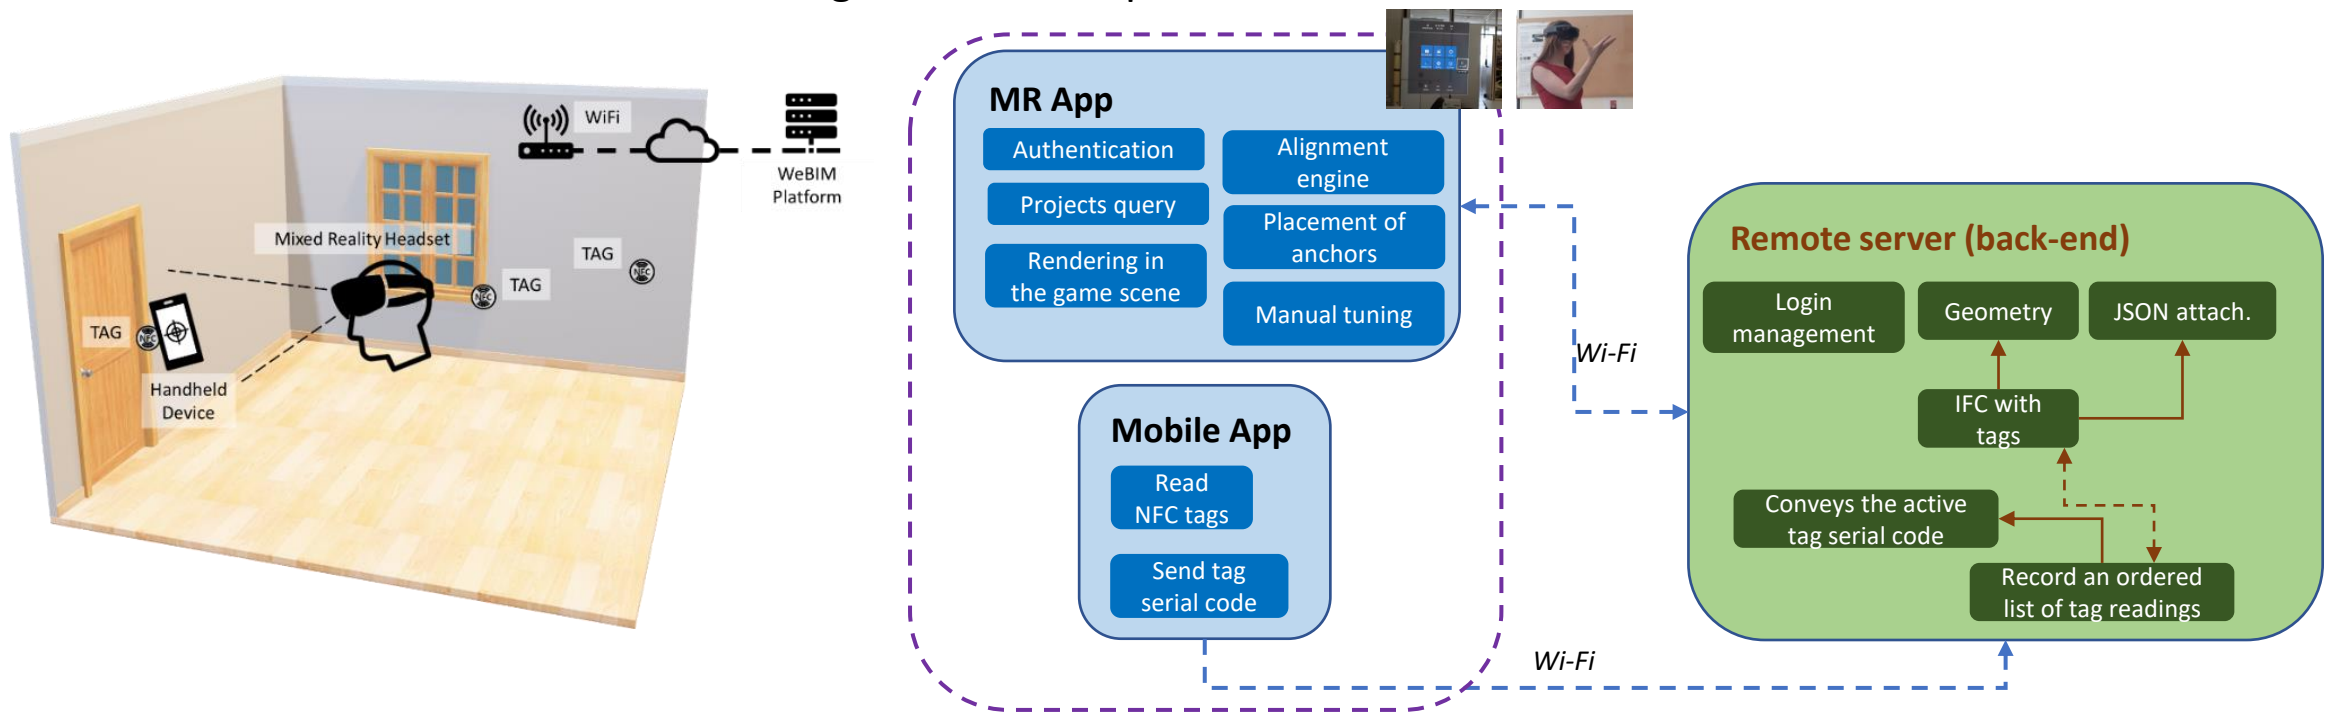 WiFi
WeBIM
Platform
Mixed Reality Headset
TAG
NFC
TAG
NFC
TAG
NFC
Handheld
Device
MR App
Authentication
Projects query
Rendering in
the game scene
Alignment
engine
Placement of
anchors
Manual tuning
Mobile App
Read
NFC tags
Send tag
serial code
Wi-Fi
Wi-Fi
Remote server (back-end)
Login
management
Geometry
JSON attach.
IFC with
tags
Conveys the active
tag serial code
Record an ordered
list of tag readings